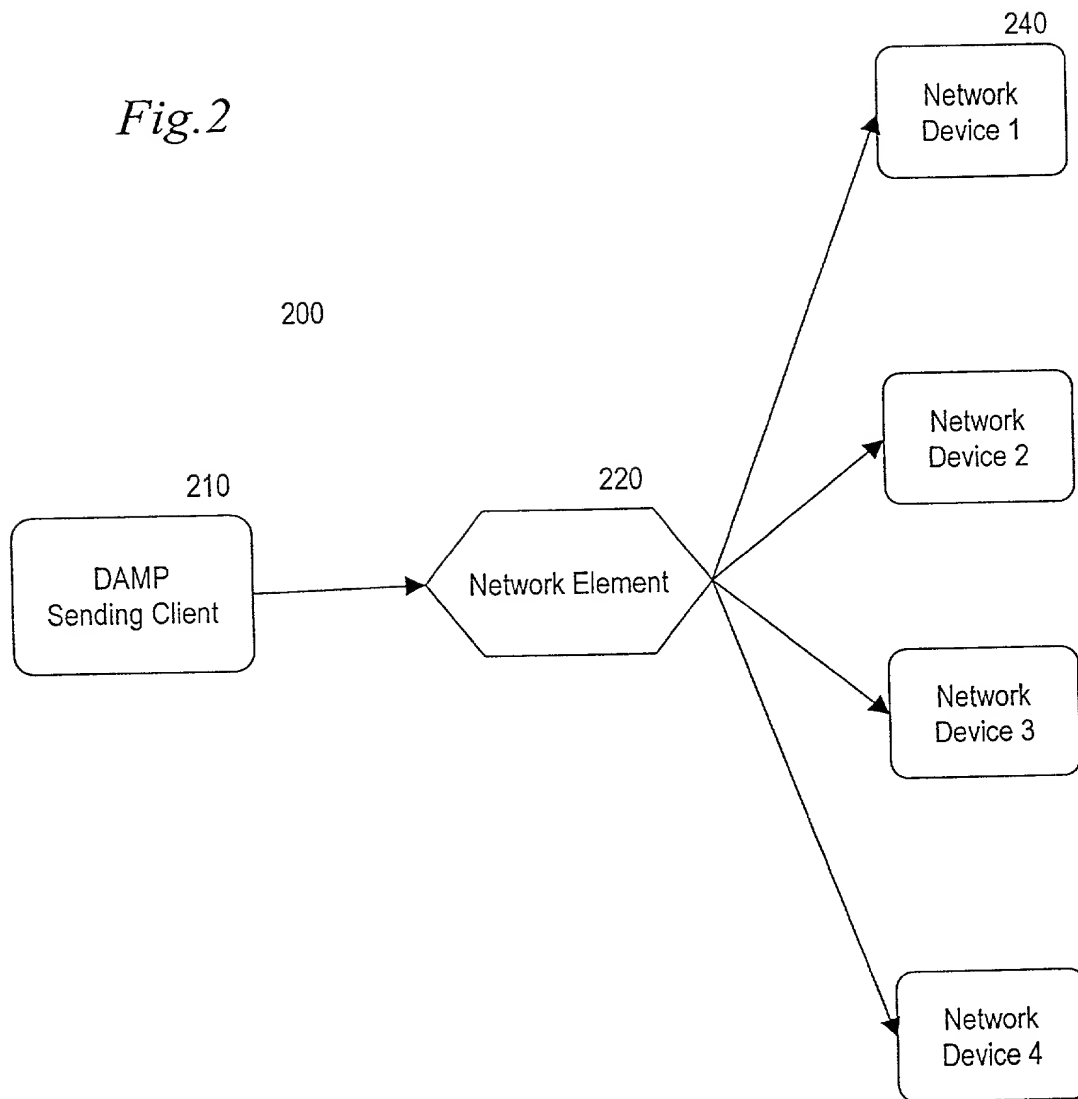 240
Network
Device 1
Fig.2
200
Network
Device 2
210
220
DAMP
Sending Client
Network Element
Network
Device 3
Network
Device 4